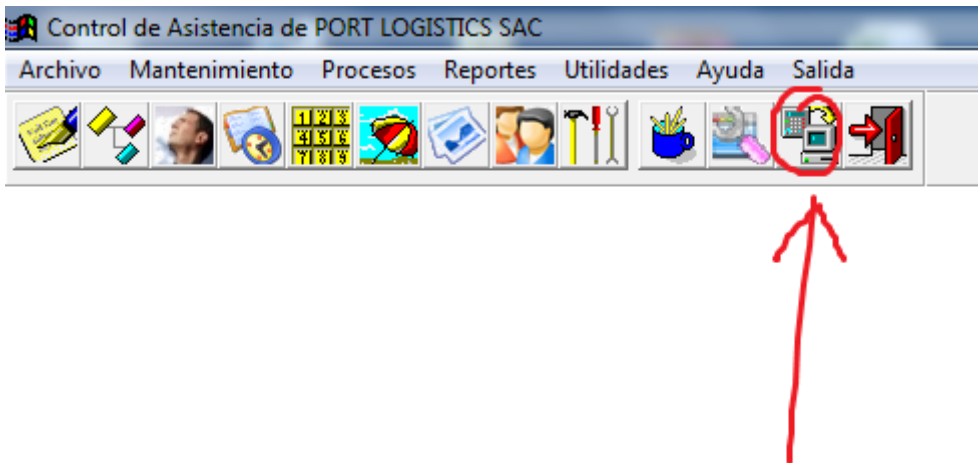 Control de Asistencia de PORT LOGISTICS SAC
Archivo Mantenimiento Procesos Reportes Utilidades Ayuda Salida